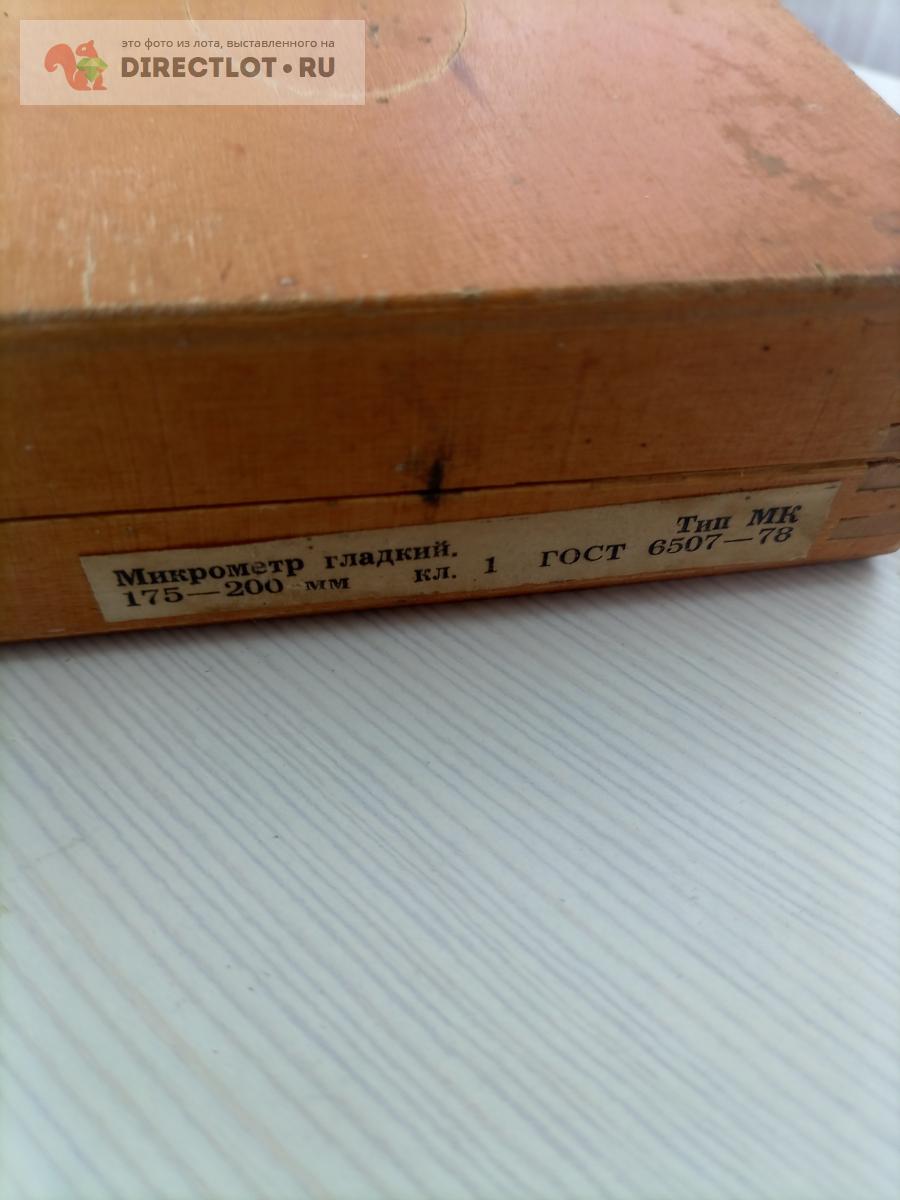 это фото из лота, выставленного на
DIRECTLOT•RU
Микрометр гладкий. Тип МК
175—200 мм кл. 1 ГОСТ 6507—78